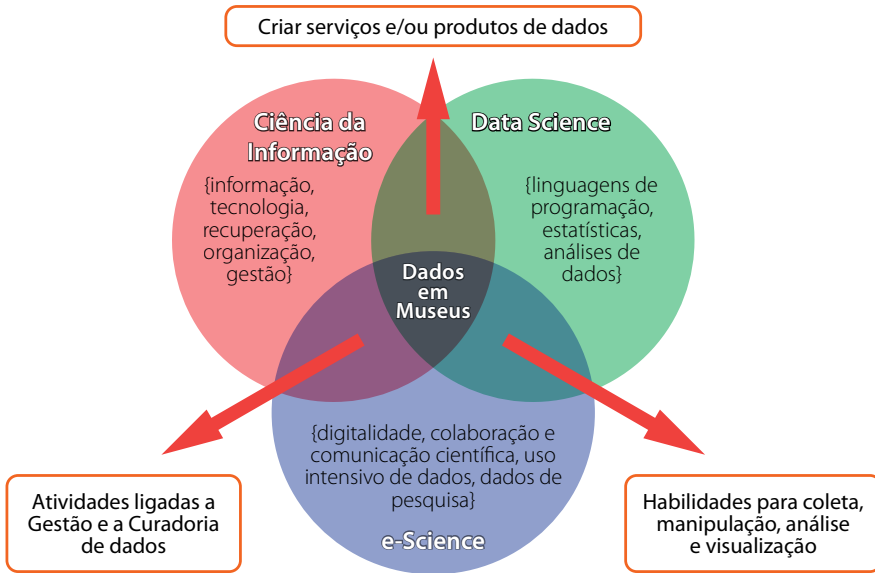 Criar serviços e/ou produtos de dados
Ciência da
Informação
{informação,
tecnologia,
recuperação,
organização,
gestão}
Data Science
{linguagens de
programação,
estatísticas,
análises de
dados}
Dados
em
Museus
{digitalidade, colaboração e
comunicação científica, uso
intensivo de dados, dados de
pesquisa}
e-Science
Atividades ligadas a
Gestão e a Curadoria
de dados
Habilidades para coleta,
manipulação, análise
e visualização